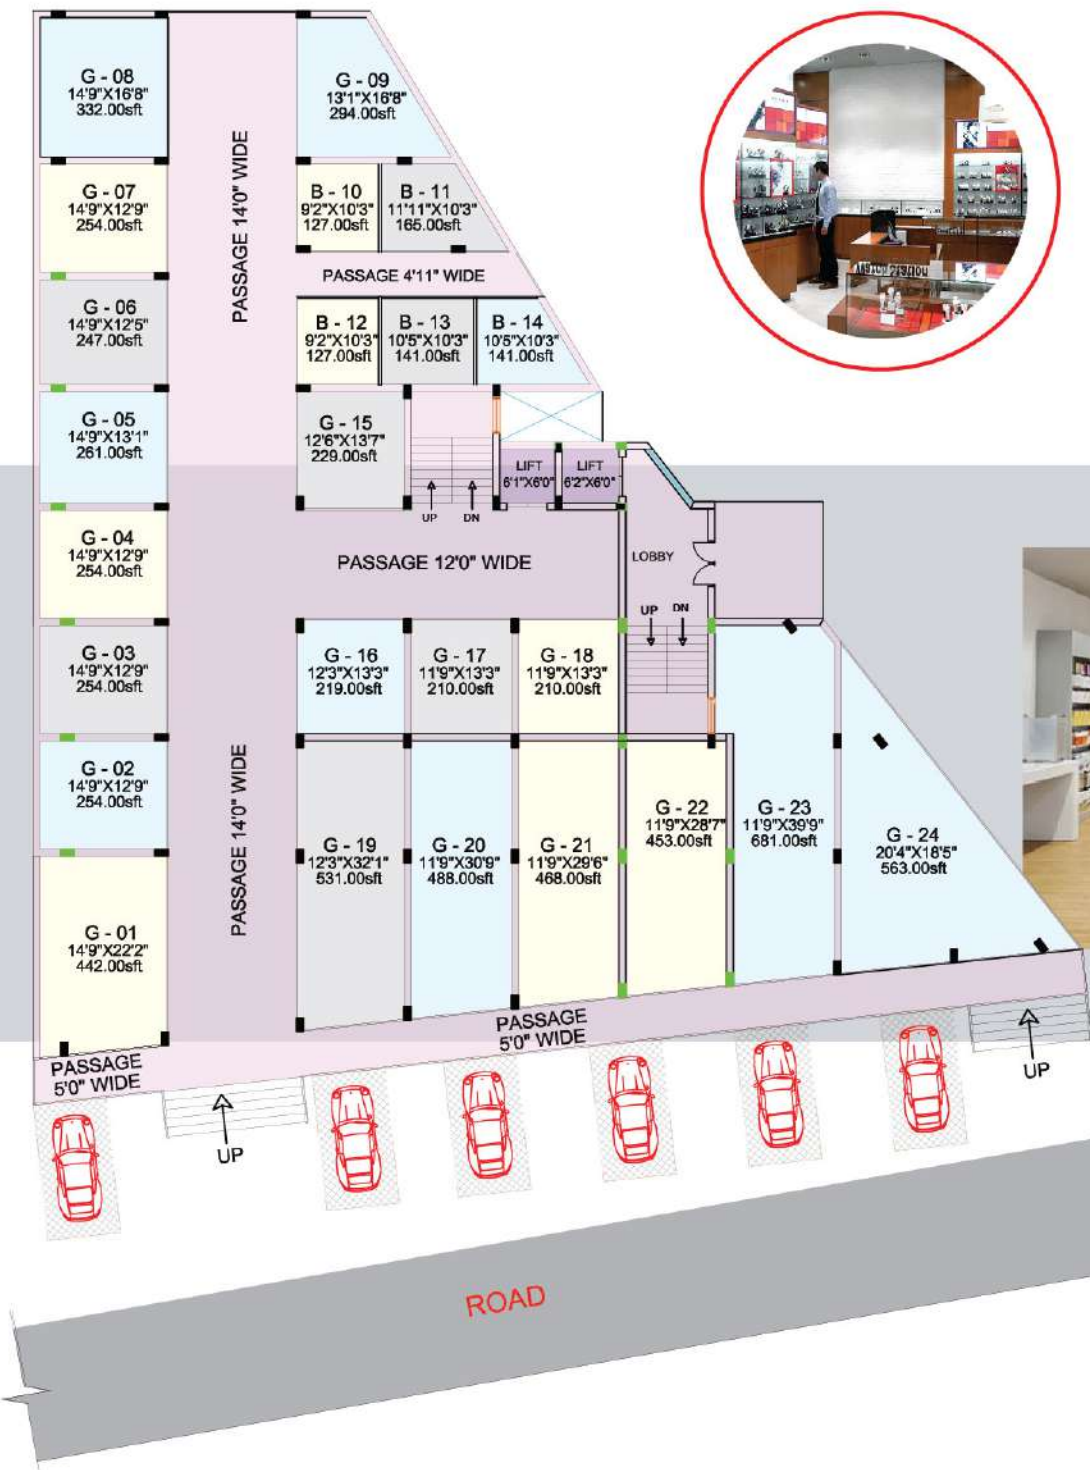 G - 08
14'9"X16'8"
332.00sft
G - 09
13'1"X16'8"
294.00sft
PASSAGE 14'0" WIDE
G - 07
14'9"X12'9"
254.00sft
B - 10
9'2"X10'3"
127.00sft
B - 11
11'11"X10'3"
165.00sft
PASSAGE 4'11" WIDE
G - 06
14'9"X12'5"
247.00sft
B - 12
9'2"X10'3"
127.00sft
B - 13
10'5"X10'3"
141.00sft
B - 14
10'5"X10'3"
141.00sft
G - 05
14'9"X13'1"
261.00sft
G - 15
12'6"X13'7"
229.00sft
UP
DN
LIFT
6'1"X6'0"
LIFT
6'2"X6'0"
G - 04
14'9"X12'9"
254.00sft
PASSAGE 12'0" WIDE
LOBBY
UP
DN
G - 03
14'9"X12'9"
254.00sft
G - 16
12'3"X13'3"
219.00sft
G - 17
11'9"X13'3"
210.00sft
G - 18
11'9"X13'3"
210.00sft
G - 02
14'9"X12'9"
254.00sft
PASSAGE 14'0" WIDE
G - 19
12'3"X32'1"
531.00sft
G - 20
11'9"X30'9"
488.00sft
G - 21
11'9"X29'6"
468.00sft
G - 22
11'9"X28'7"
453.00sft
G - 23
11'9"X39'9"
681.00sft
G - 24
20'4"X18'5"
563.00sft
G - 01
14'9"X22'2"
442.00sft
PASSAGE
5'0" WIDE
PASSAGE
5'0" WIDE
UP
UP
ROAD